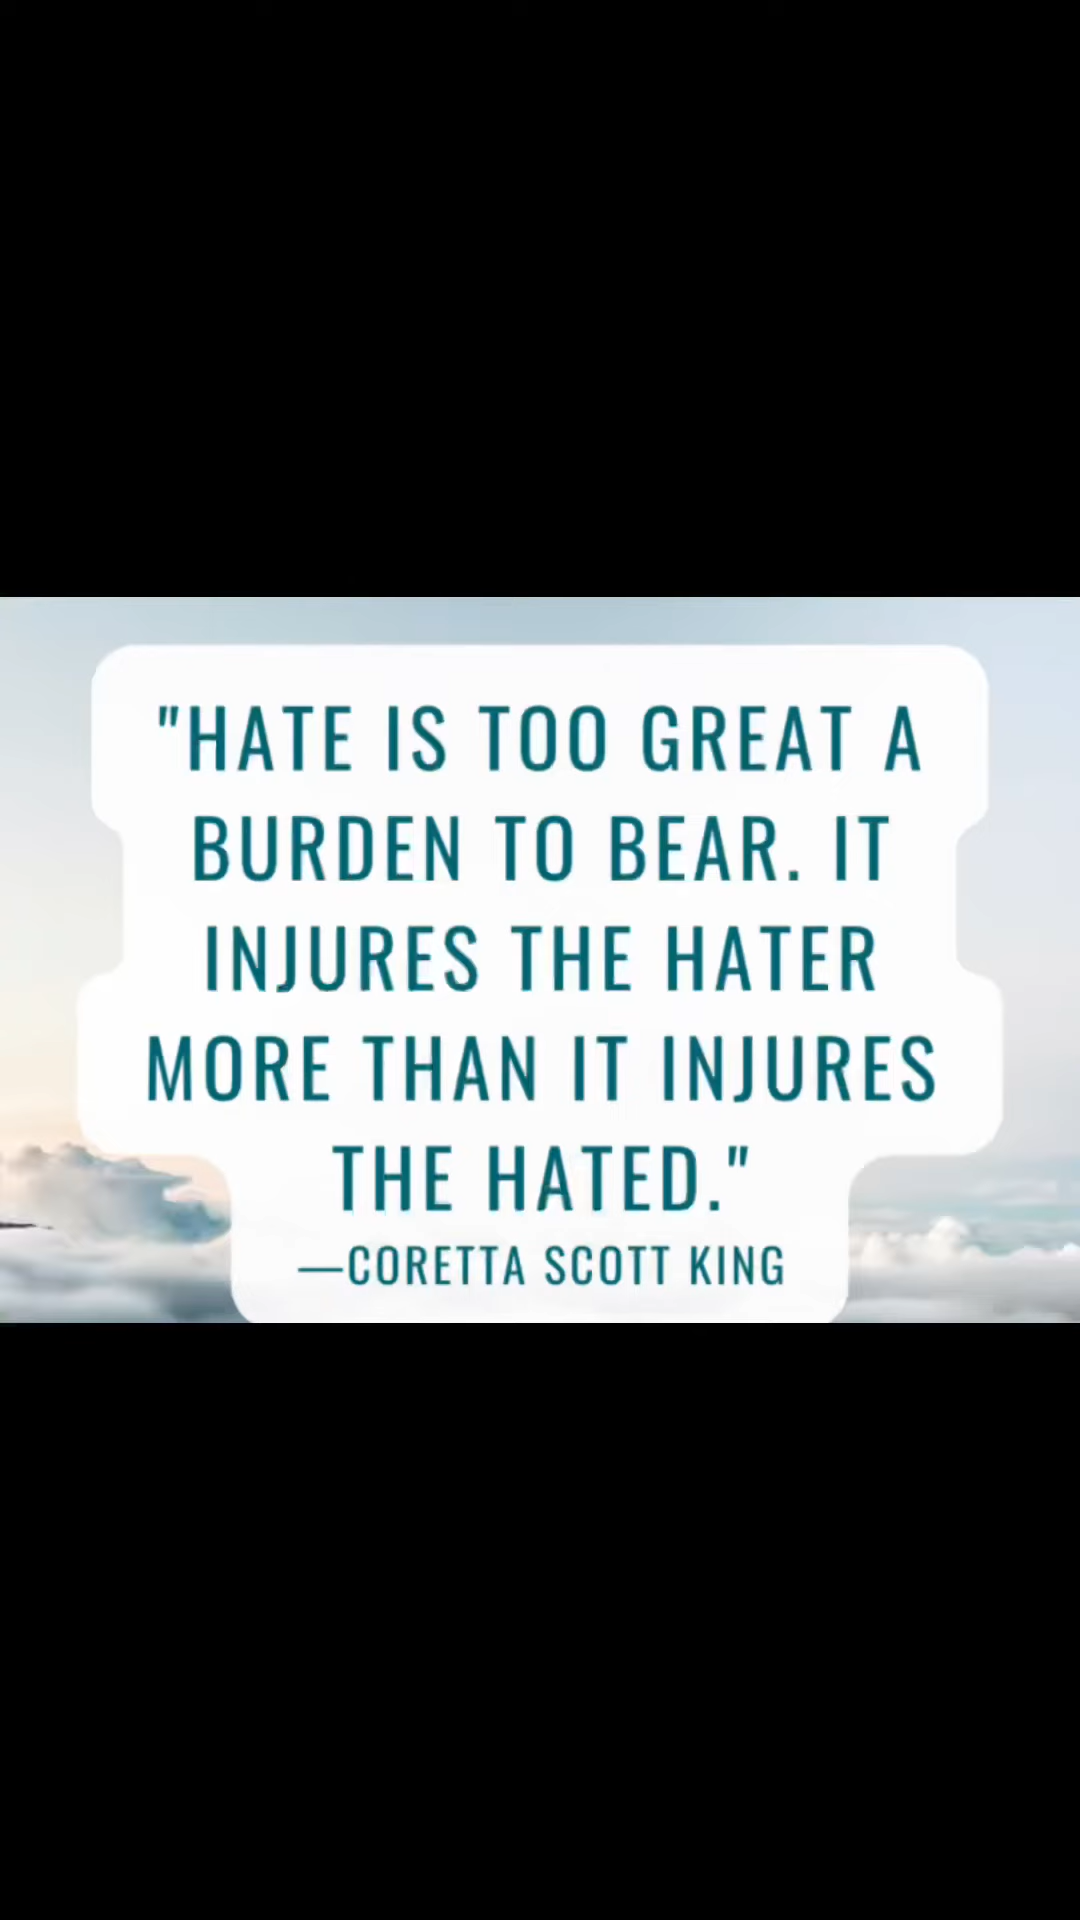 "HATE IS TOO GREAT A
BURDEN TO BEAR. IT
INJURES THE HATER
MORE THAN IT INJURES
THE HATED."
—CORETTA SCOTT KING